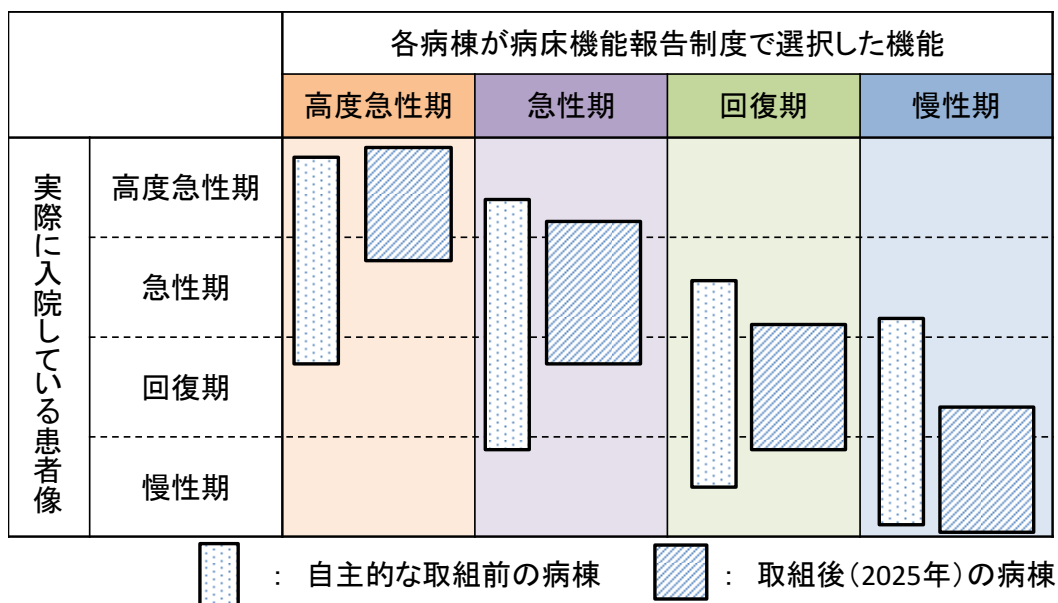 各病棟が病床機能報告制度で選択した機能
高度急性期
急性期
回復期
慢性期
実際に入院している患者像
高度急性期
急性期
回復期
慢性期
： 自主的な取組前の病棟
： 取組後（2025年）の病棟